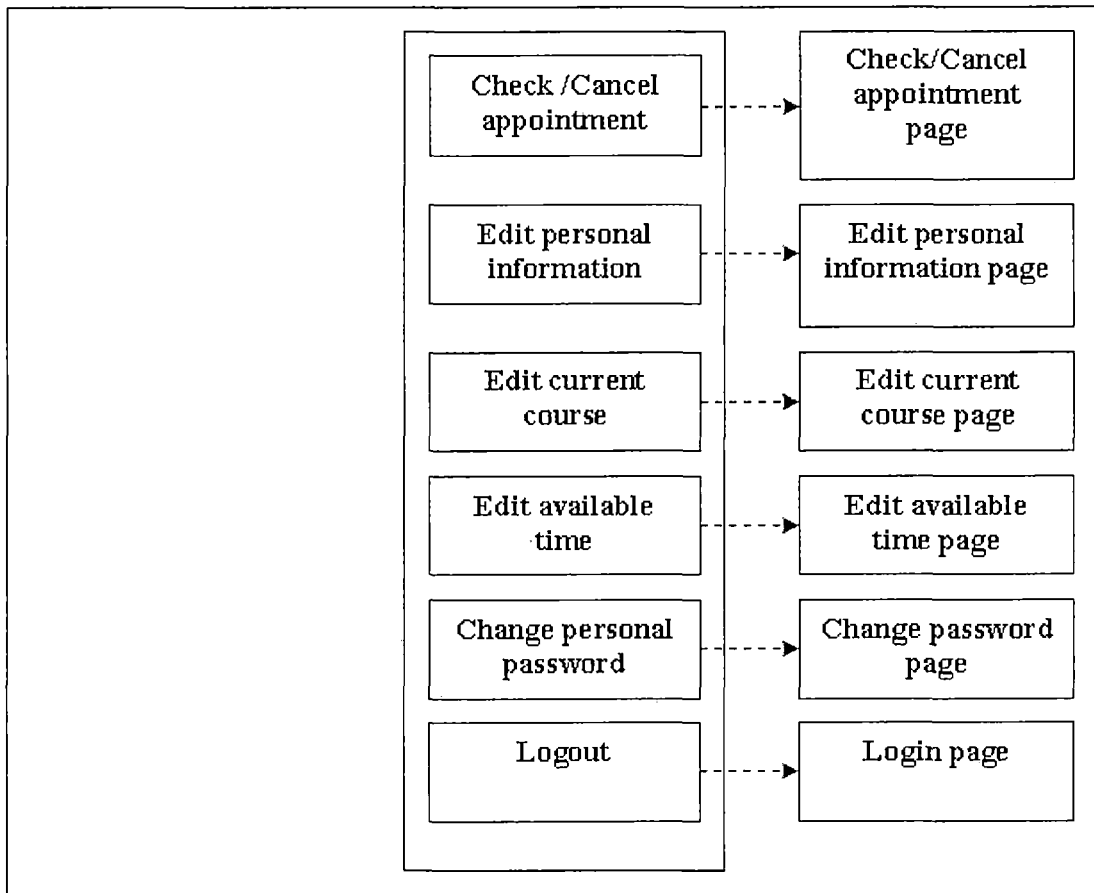 Check /Cancel
appointment
Check/Cancel
appointment
page
Edit personal
information
Edit personal
information page
Edit current
course
Edit current
course page
Edit available
time
Edit available
time page
Change personal
password
Change password
page
Logout
Login page